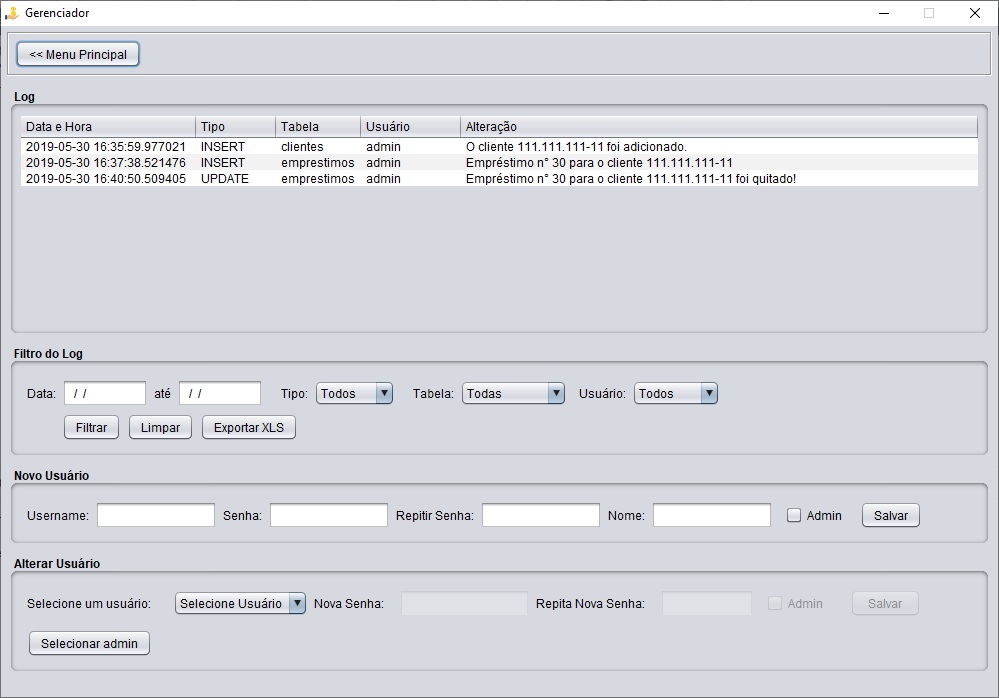 Gerenciador
<< Menu Principal
Log
Data e Hora Tipo Tabela Usuário Alteração
2019-05-30 16:35:59.977021 INSERT clientes admin O cliente 111.111.111-11 foi adicionado.
2019-05-30 16:37:38.521476 INSERT emprestimos admin Empréstimo n° 30 para o cliente 111.111.111-11
2019-05-30 16:40:50.509405 UPDATE emprestimos admin Empréstimo n° 30 para o cliente 111.111.111-11 foi quitado!
Filtro do Log
Data: / / até / / Tipo: Todos Tabela: Todas Usuário: Todos
Filtrar Limpar Exportar XLS
Novo Usuário
Username: Senha: Repitir Senha: Nome: Admin Salvar
Alterar Usuário
Selecione um usuário: Selecione Usuário Nova Senha: Repita Nova Senha: Admin Salvar
Selecionar admin